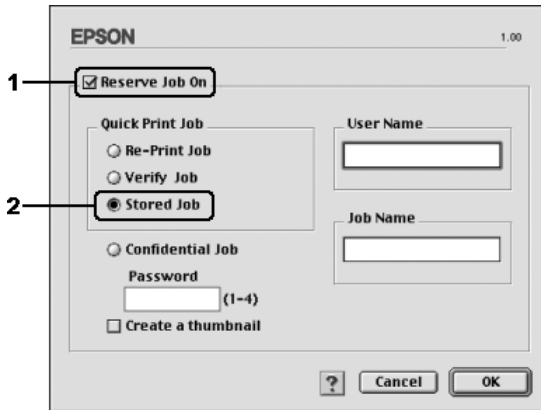 EPSON
1.00
1
Reserve Job On
Quick Print Job
Re-Print Job
Verify Job
2
Stored Job
Confidential Job
Password
(1-4)
Create a thumbnail
User Name
Job Name
?
Cancel
OK